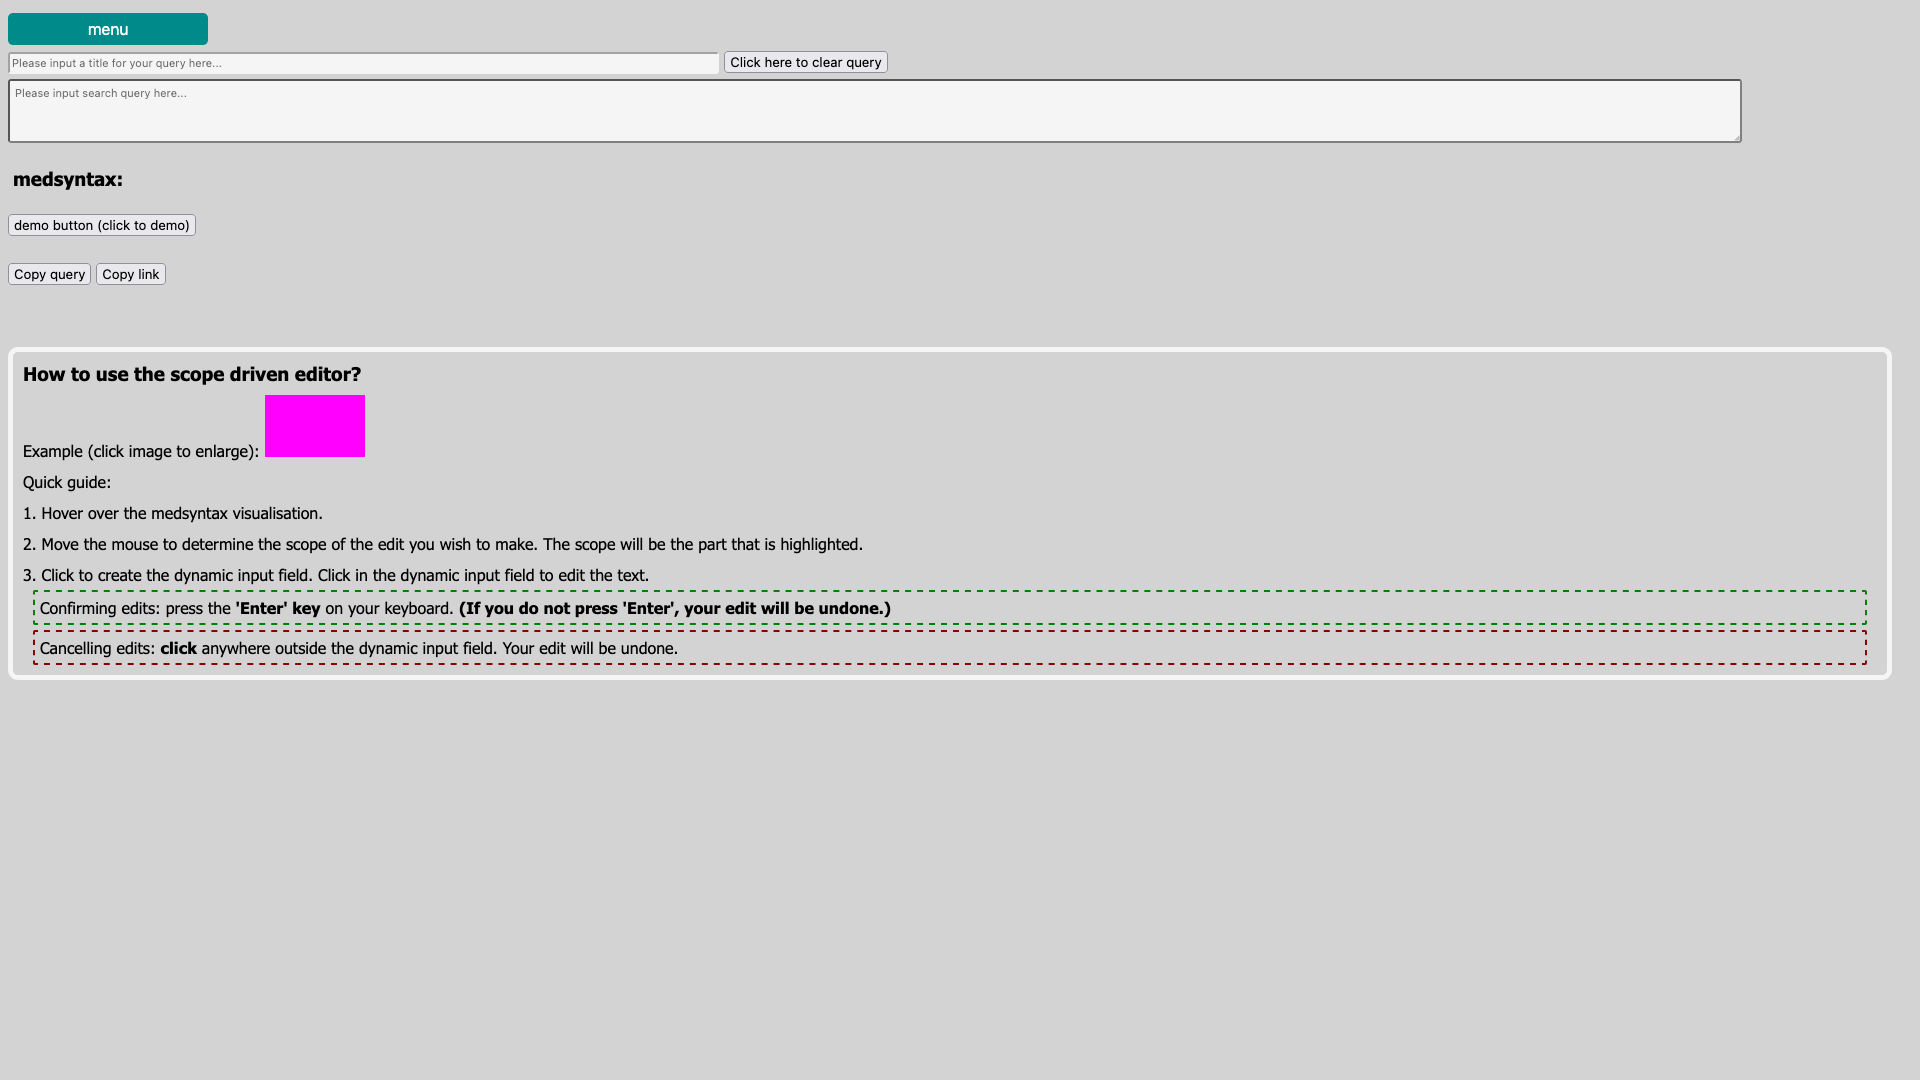 menu
Please input a title for your query here...
Click here to clear query
Please input search query here...
medsyntax:
demo button (click to demo)
Copy query
Copy link
How to use the scope driven editor?
Example (click image to enlarge):
Quick guide:
1. Hover over the medsyntax visualisation.
2. Move the mouse to determine the scope of the edit you wish to make. The scope will be the part that is highlighted.
3. Click to create the dynamic input field. Click in the dynamic input field to edit the text.
Confirming edits: press the 'Enter' key on your keyboard. (If you do not press 'Enter', your edit will be undone.)
Cancelling edits: click anywhere outside the dynamic input field. Your edit will be undone.